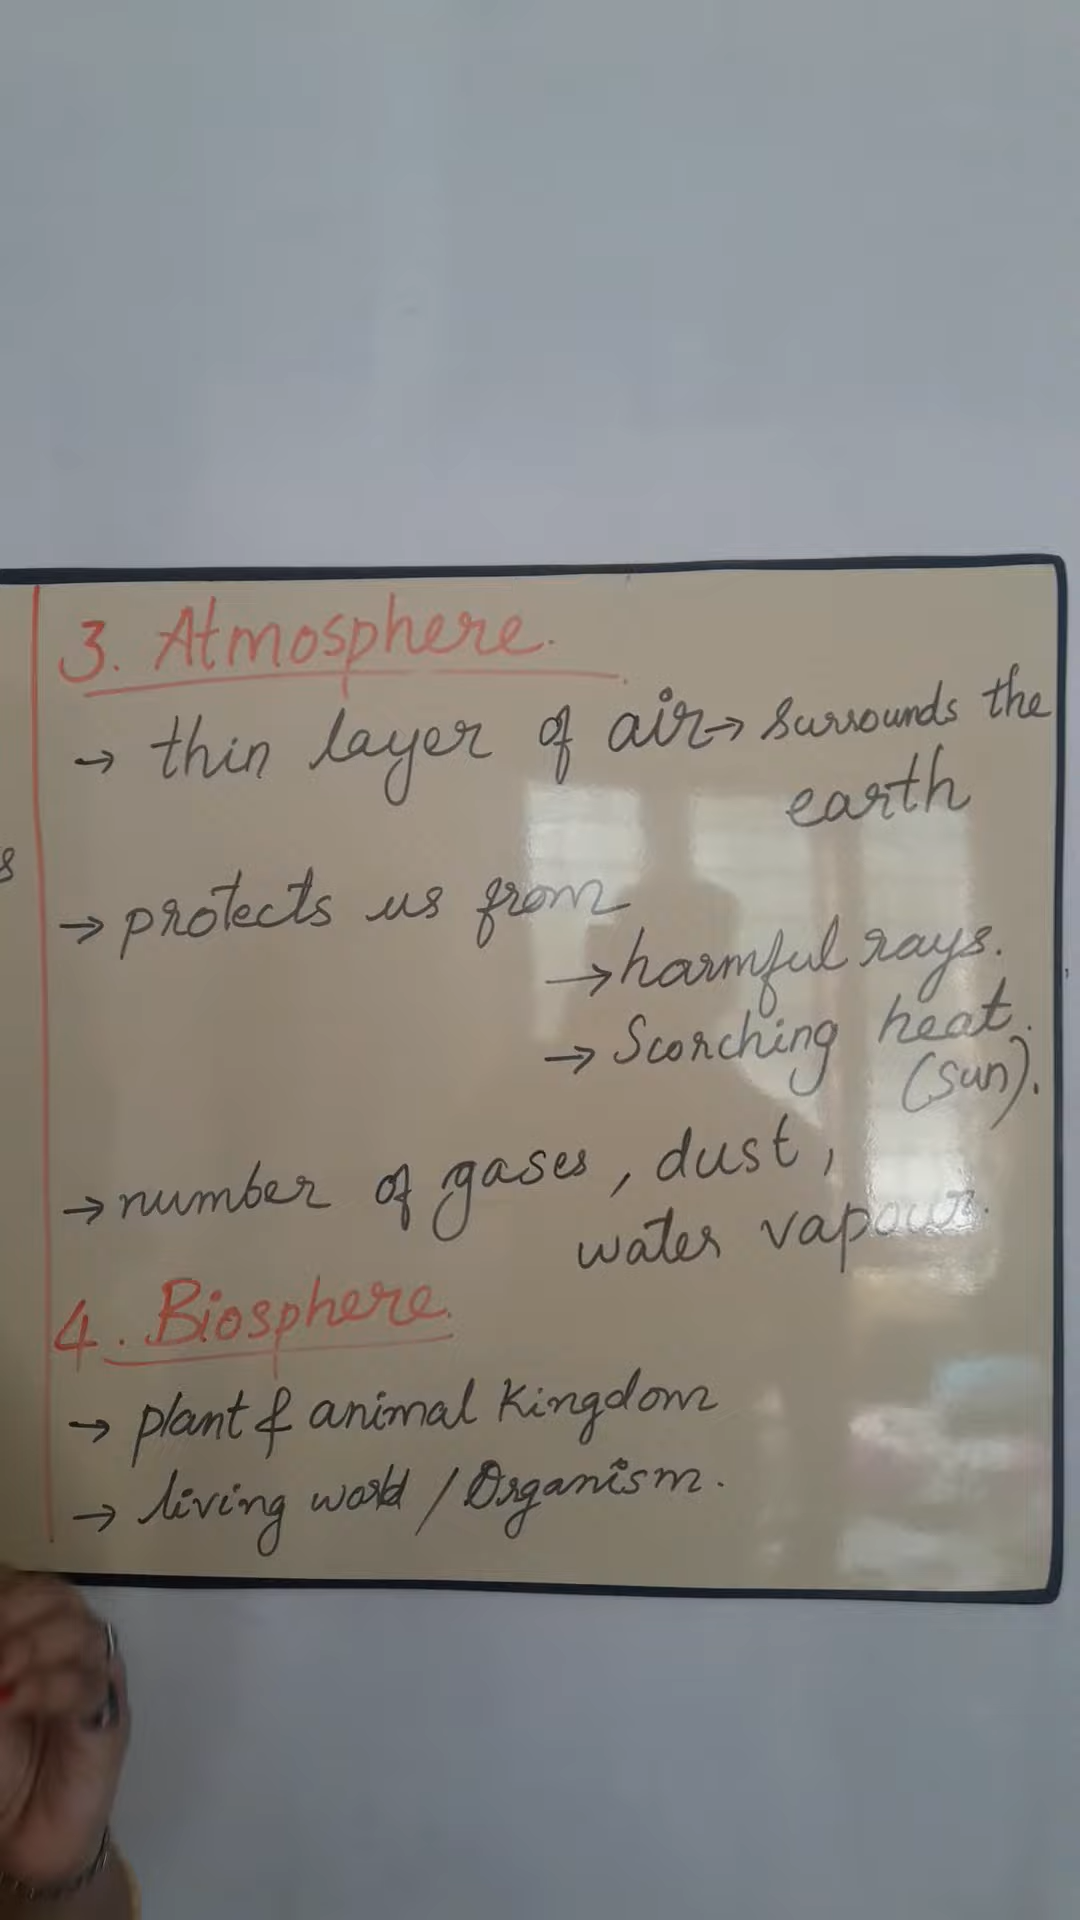 3. Atmosphere.
→ thin layer of air → surrounds the
earth
→ protects us from
→ harmful rays.
→ Scorching heat.
(sun).
→ number of gases, dust,
water vapour.
4. Biosphere.
→ plant & animal Kingdom
→ living world / Organism.